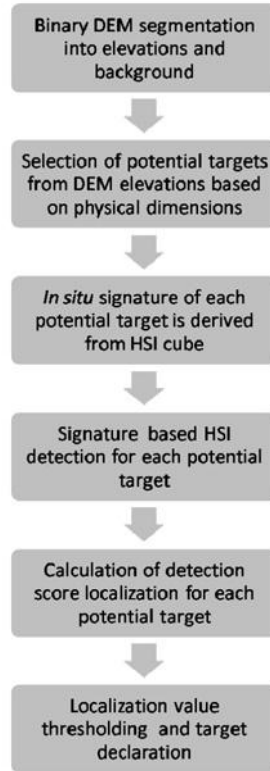 Binary DEM segmentation
into elevations and
background
Selection of potential targets
from DEM elevations based
on physical dimensions
In situ signature of each
potential target is derived
from HSI cube
Signature based HSI
detection for each potential
target
Calculation of detection
score localization for each
potential target
Localization value
thresholding and target
declaration